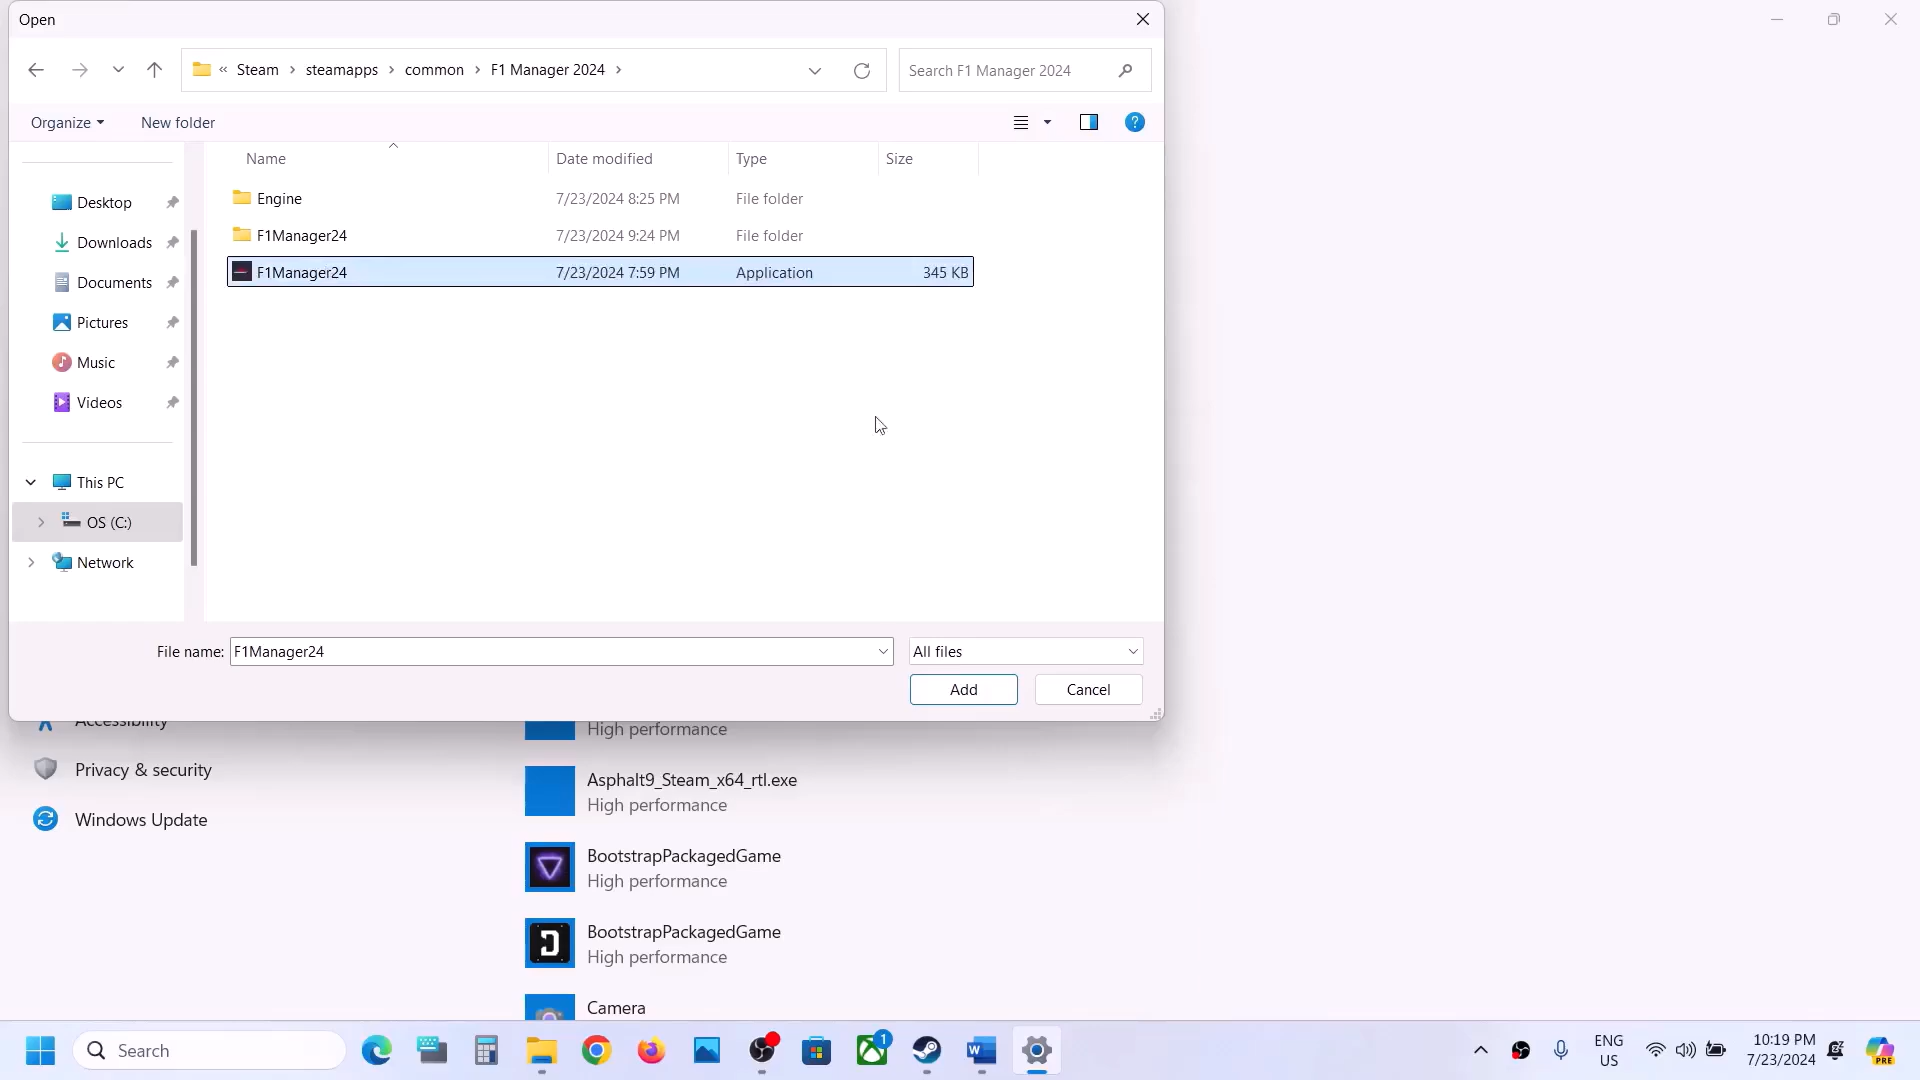 Open
« Steam > steamapps > common > F1 Manager 2024 >
Search F1 Manager 2024
Organize
New folder
Name
Date modified
Type
Size
Engine 7/23/2024 8:25 PM File folder
F1Manager24 7/23/2024 9:24 PM File folder
F1Manager24 7/23/2024 7:59 PM Application 345 KB
Desktop
Downloads
Documents
Pictures
Music
Videos
This PC
OS (C:)
Network
File name: F1Manager24
All files
Add
Cancel
Accessibility
Privacy & security
Windows Update
High performance
Asphalt9_Steam_x64_rtl.exe
High performance
BootstrapPackagedGame
High performance
BootstrapPackagedGame
High performance
Camera
Search
1
ENG
US
10:19 PM
7/23/2024
PRE